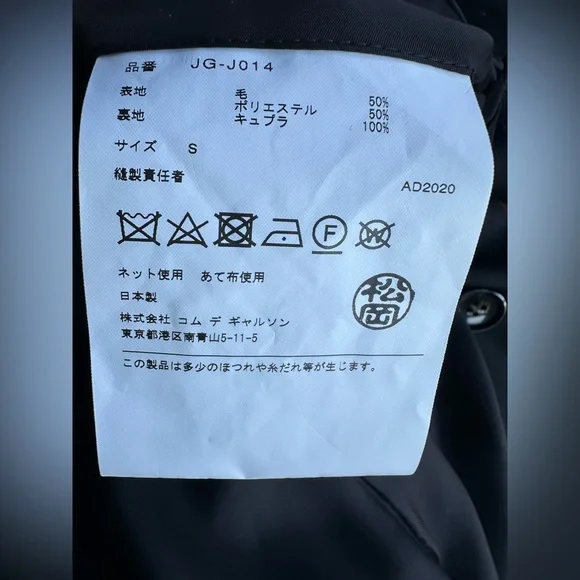 品番 JG-J014
表地 毛 50%
ポリエステル 50%
裏地 キュプラ 100%
サイズ S
縫製責任者
AD2020
F
W
ネット使用 あて布使用
日本製
松岡
株式会社 コム デ ギャルソン
東京都港区南青山5-11-5
この製品は多少のほつれや糸だれ等が生じます。